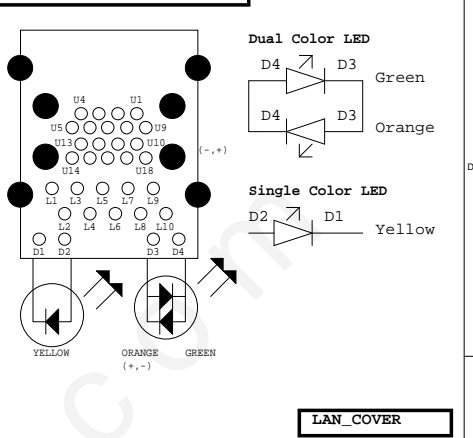 Dual Color LED
D4 D3
Green
D4 D3
Orange
U4 U1
U5 U9
U13 U10
(-,+)
U14 U18
Single Color LED
L1 L3 L5 L7 L9
D2 D1
Yellow
L2 L4 L6 L8 L10
D1 D2 D3 D4
YELLOW ORANGE GREEN
(+,-)
LAN_COVER
D
com